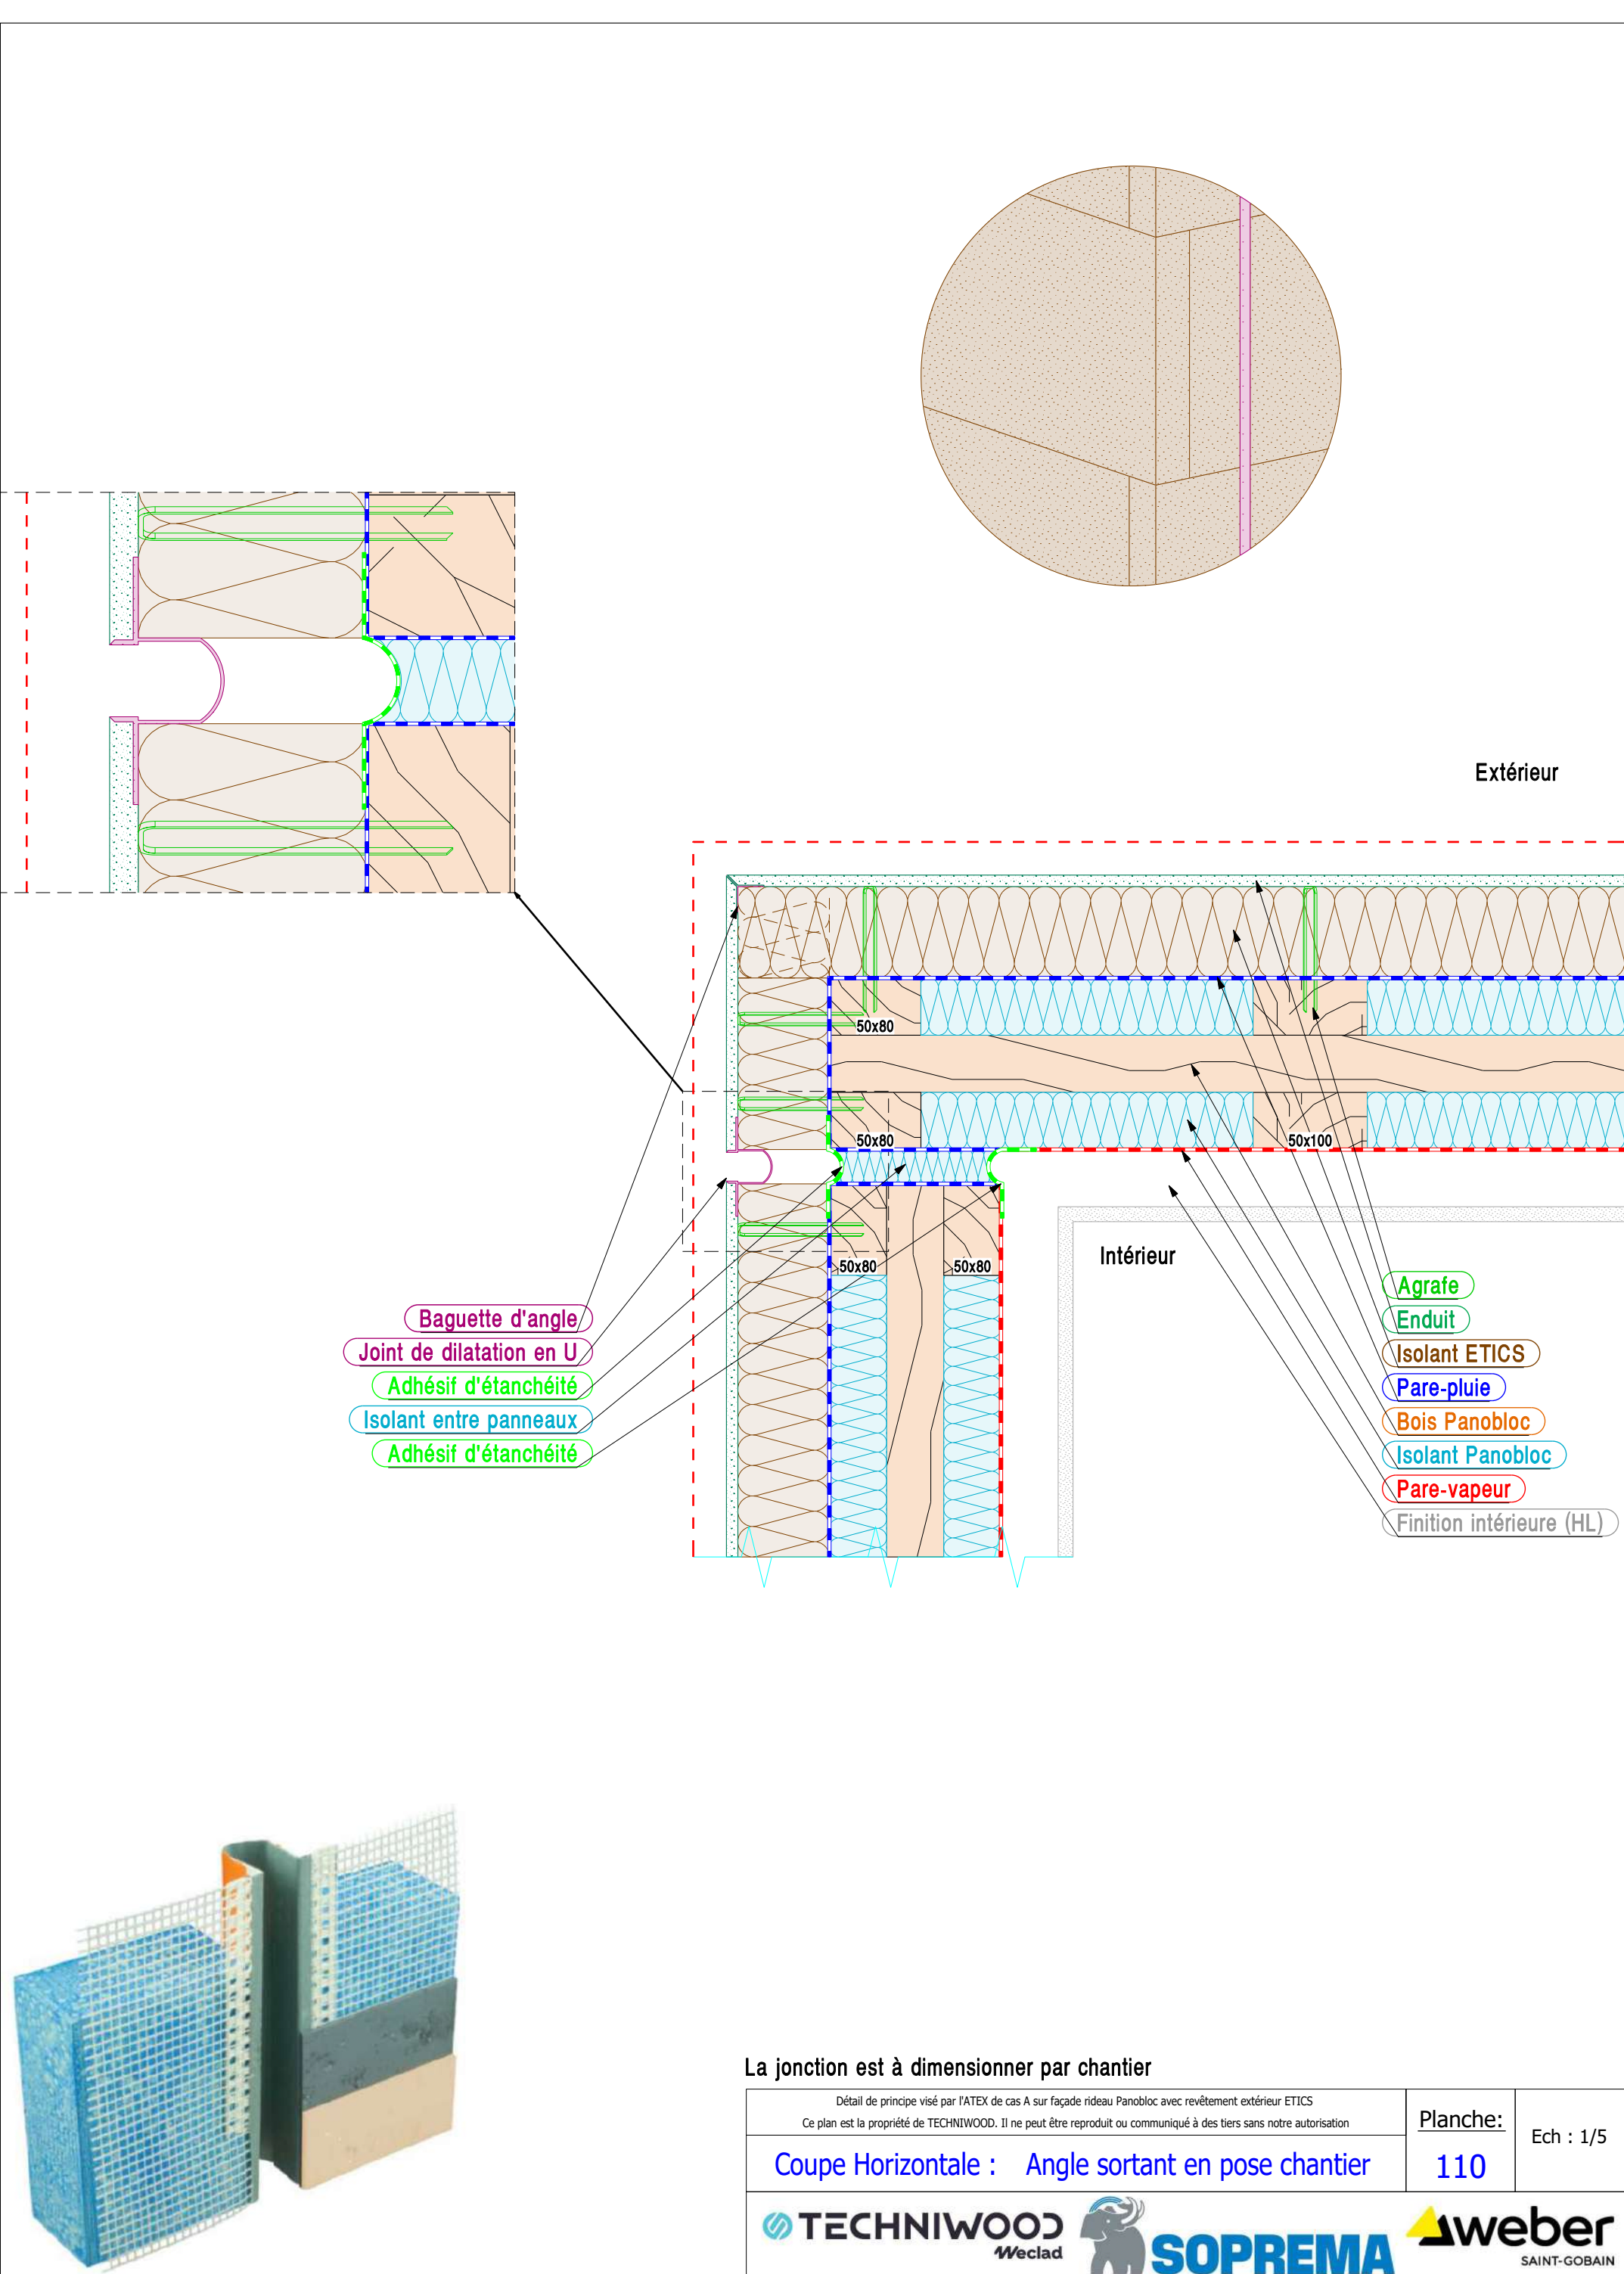 Extérieur
50x80
50x80
50x100
Intérieur
50x80
50x80
Baguette d'angle
Joint de dilatation en U
Adhésif d'étanchéité
Isolant entre panneaux
Adhésif d'étanchéité
Agrafe
Enduit
Isolant ETICS
Pare-pluie
Bois Panobloc
Isolant Panobloc
Pare-vapeur
Finition intérieure (HL)
La jonction est à dimensionner par chantier
Détail de principe visé par l'ATEX de cas A sur façade rideau Panobloc avec revêtement extérieur ETICS
Ce plan est la propriété de TECHNIWOOD. Il ne peut être reproduit ou communiqué à des tiers sans notre autorisation
Coupe Horizontale : Angle sortant en pose chantier
Planche:
110
Ech : 1/5
TECHNIWOOD
Weclad
SOPREMA
weber
SAINT-GOBAIN